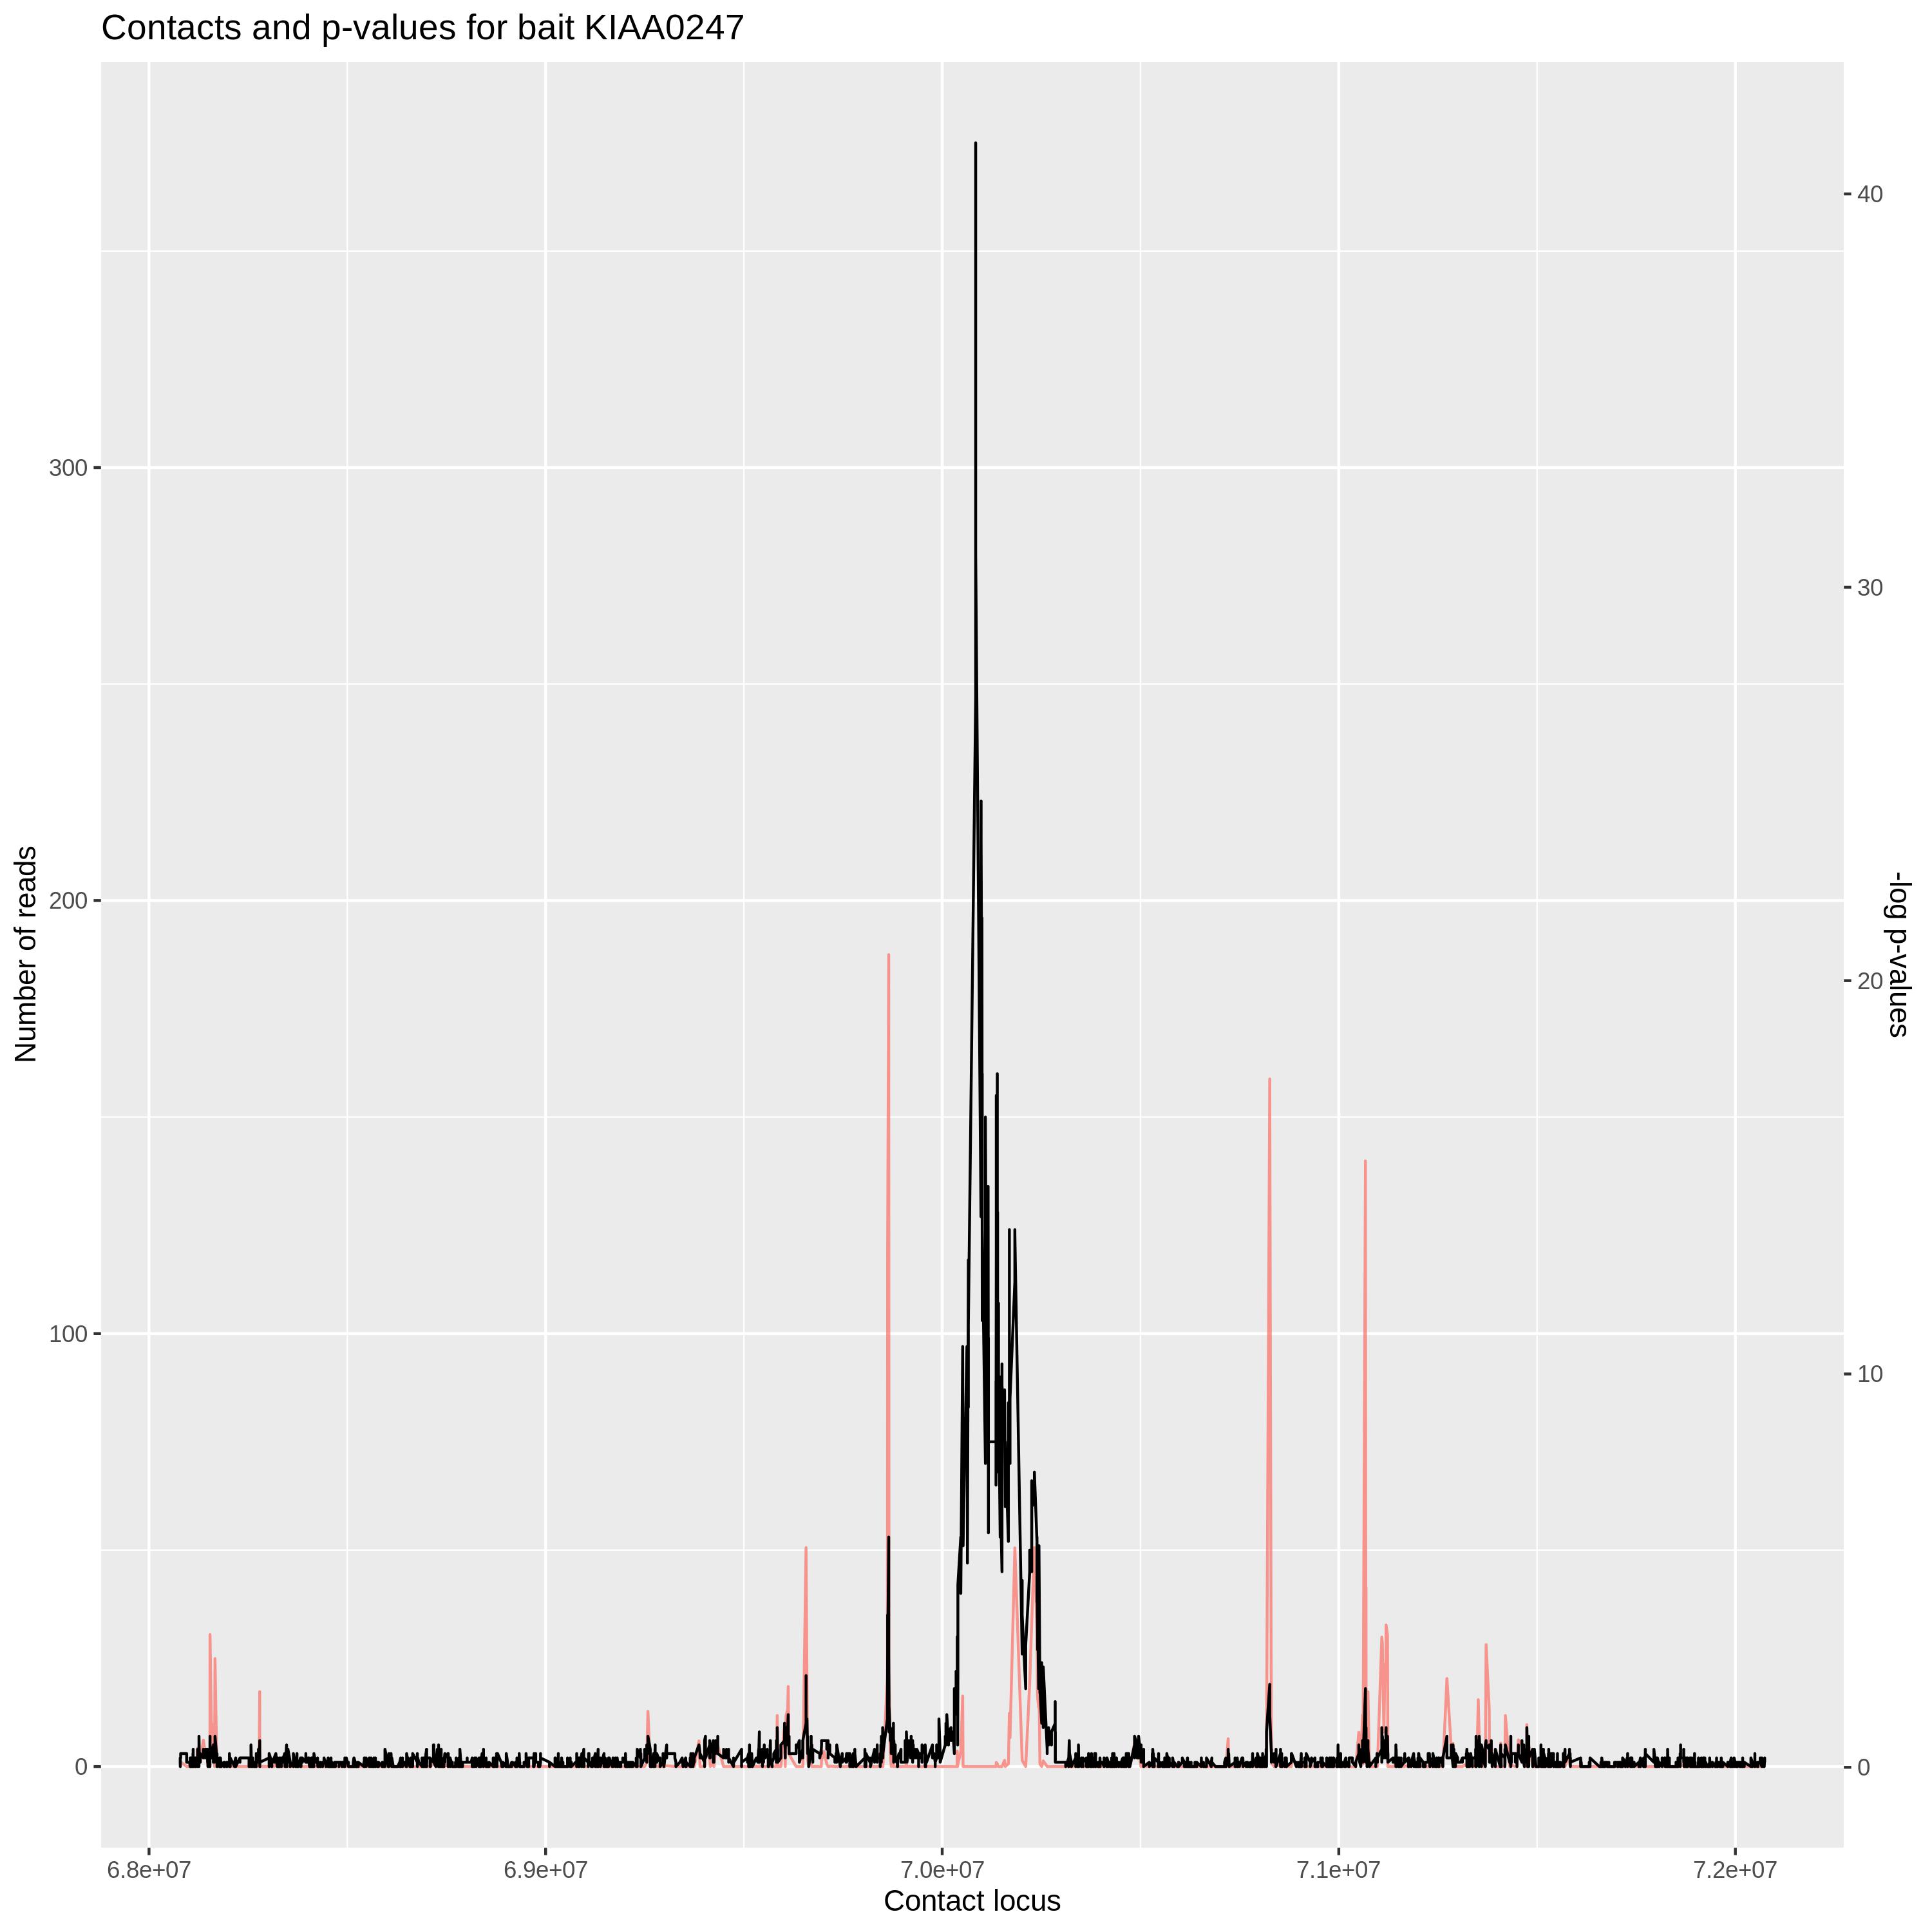 Contacts and p-values for bait KIAA0247
Number of reads
300
200
100
0
40
30
20
10
0
-log p-values
6.8e+07
6.9e+07
7.0e+07
7.1e+07
7.2e+07
Contact locus